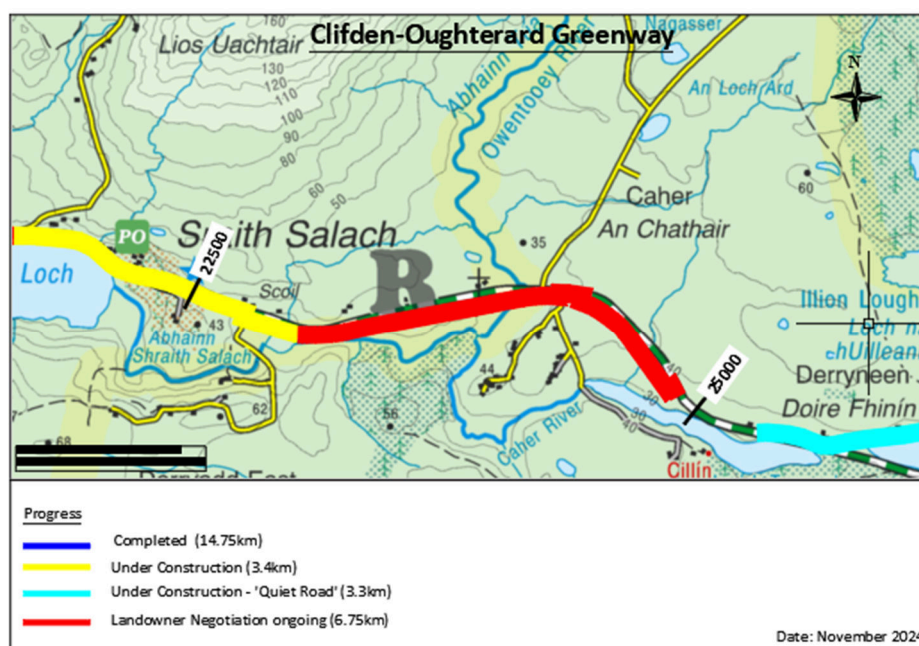 Clifden-Oughterard Greenway
Lios Uachtair
160
130
120
110
100
90
80
60
50
Abhainn
Owentooey River
Nagasser
An Loch Ard
N
60
Caher
An Chathair
35
PO
Sraith Salach
22500
Loch
Scoil
R
43
Abhainn
Shraith Salach
44
62
56
68
Caher River
30
30
40
40
25000
Illion Lough
Loch
hUillean
Derryneen
Doire Fhinín
Cillín
Progress
Completed (14.75km)
Under Construction (3.4km)
Under Construction - 'Quiet Road' (3.3km)
Landowner Negotiation ongoing (6.75km)
Date: November 2024